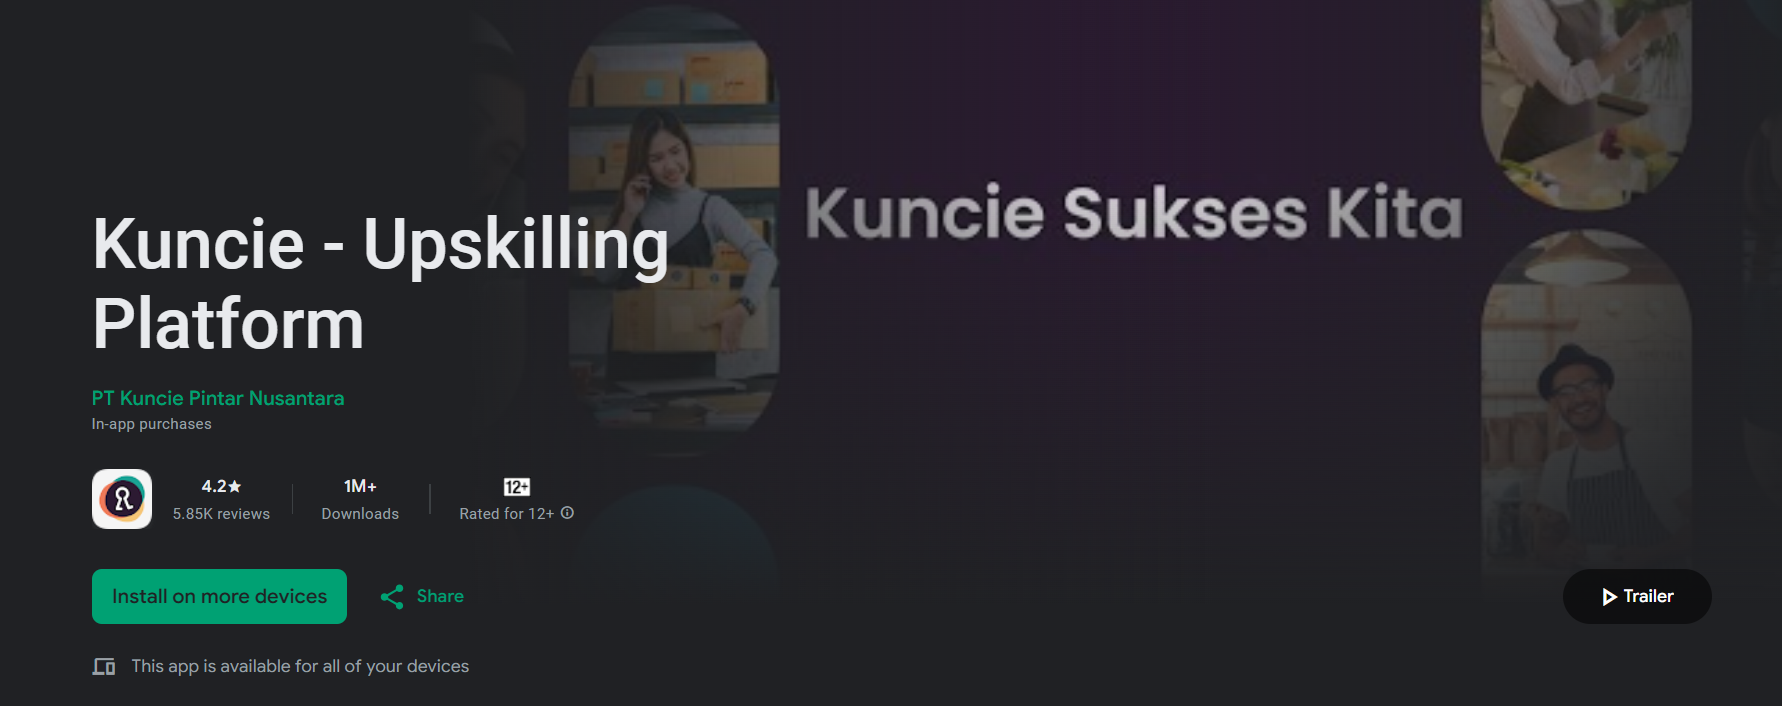 Kuncie Sukses Kita
Kuncie - Upskilling
Platform
PT Kuncie Pintar Nusantara
In-app purchases
4.2★
5.85K reviews
1M+
Downloads
12+
Rated for 12+
Install on more devices
Share
Trailer
This app is available for all of your devices